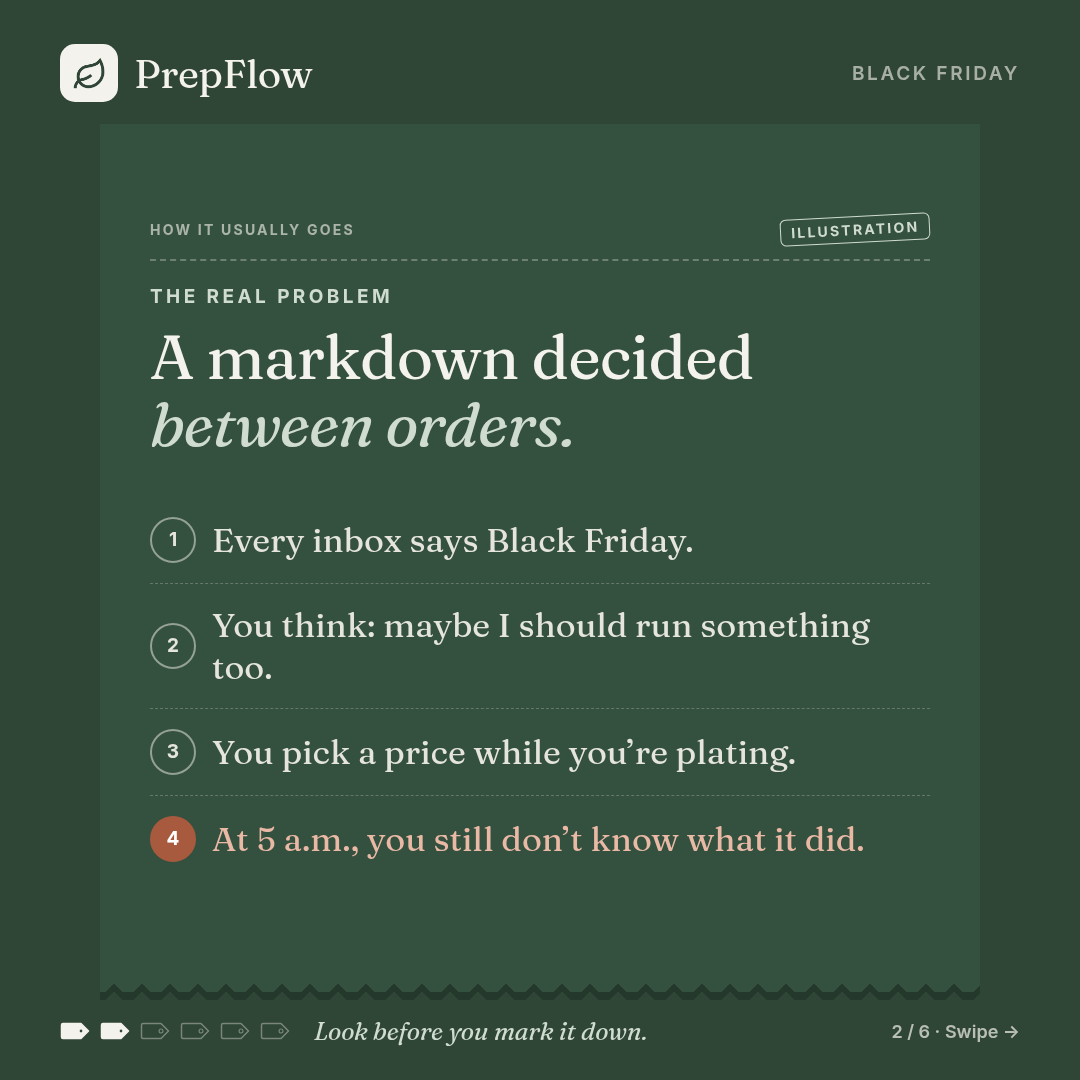 PrepFlow
BLACK FRIDAY
HOW IT USUALLY GOES
ILLUSTRATION
THE REAL PROBLEM
A markdown decided
between orders.
1 Every inbox says Black Friday.
2 You think: maybe I should run something
too.
3 You pick a price while you’re plating.
4 At 5 a.m., you still don’t know what it did.
Look before you mark it down.
2 / 6 · Swipe →